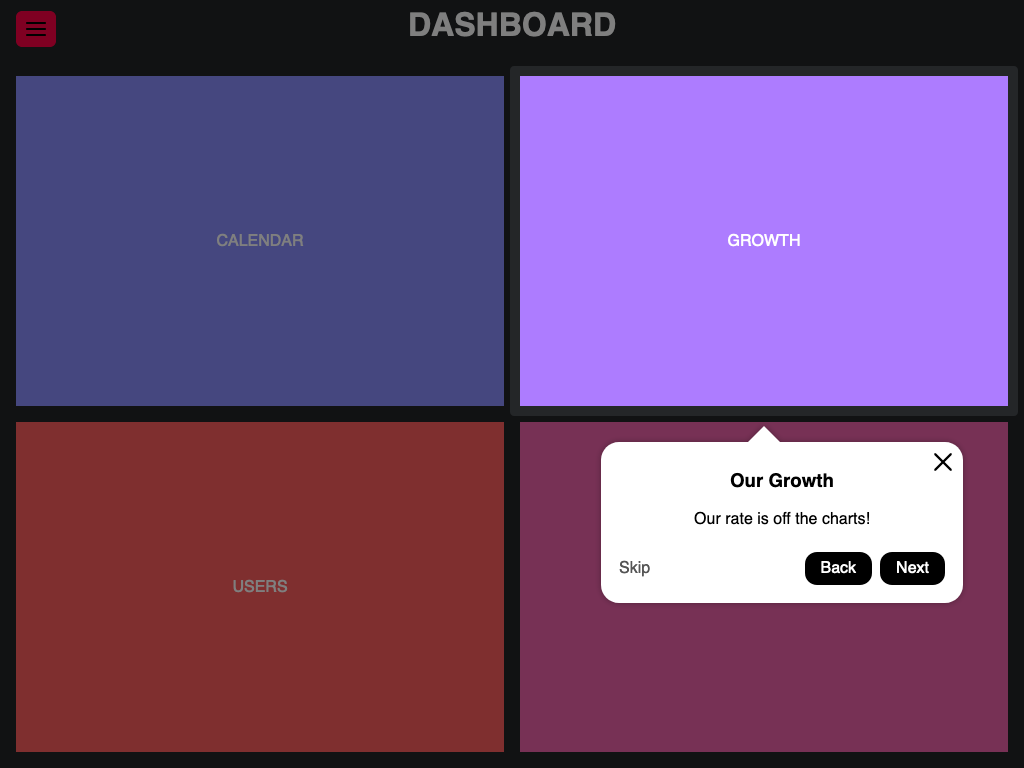 DASHBOARD
CALENDAR
GROWTH
Our Growth
Our rate is off the charts!
Skip
Back
Next
USERS